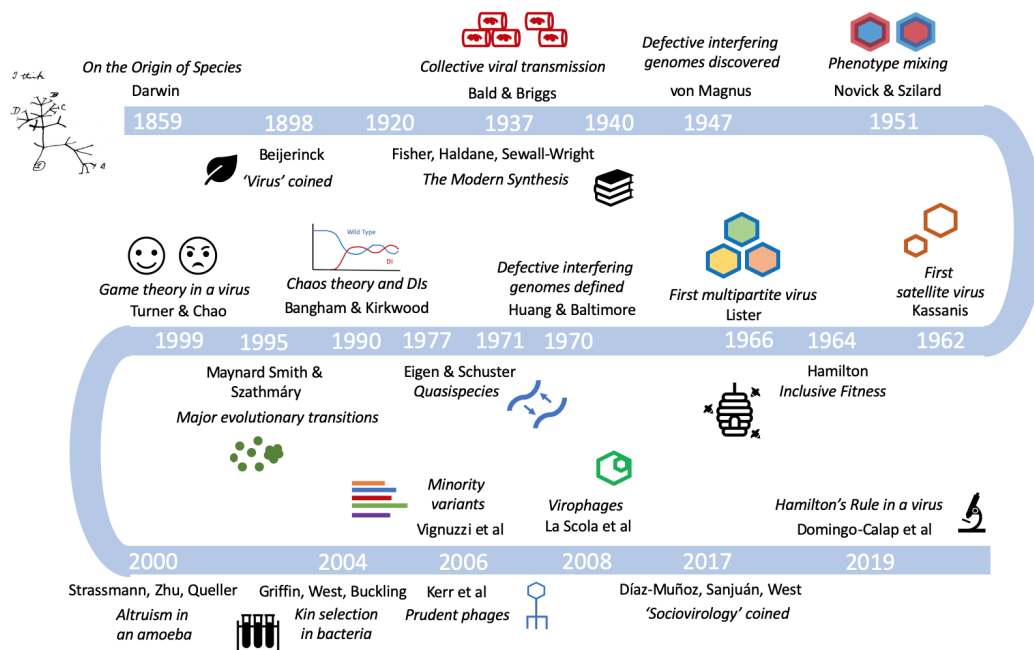 I think
On the Origin of Species
Darwin
Collective viral transmission
Bald & Briggs
Defective interfering
genomes discovered
von Magnus
Phenotype mixing
Novick & Szilard
1859 1898 1920 1937 1940 1947 1951
Beijerinck
‘Virus’ coined
Fisher, Haldane, Sewall-Wright
The Modern Synthesis
Game theory in a virus
Turner & Chao
Wild Type
DI
Chaos theory and DIs
Bangham & Kirkwood
Defective interfering
genomes defined
Huang & Baltimore
First multipartite virus
Lister
First
satellite virus
Kassanis
1999 1995 1990 1977 1971 1970 1966 1964 1962
Maynard Smith &
Szathmáry
Major evolutionary transitions
Eigen & Schuster
Quasispecies
Hamilton
Inclusive Fitness
Minority
variants
Vignuzzi et al
Virophages
La Scola et al
Hamilton’s Rule in a virus
Domingo-Calap et al
2000 2004 2006 2008 2017 2019
Strassmann, Zhu, Queller
Altruism in
an amoeba
Griffin, West, Buckling
Kin selection
in bacteria
Kerr et al
Prudent phages
Díaz-Muñoz, Sanjuán, West
‘Sociovirology’ coined